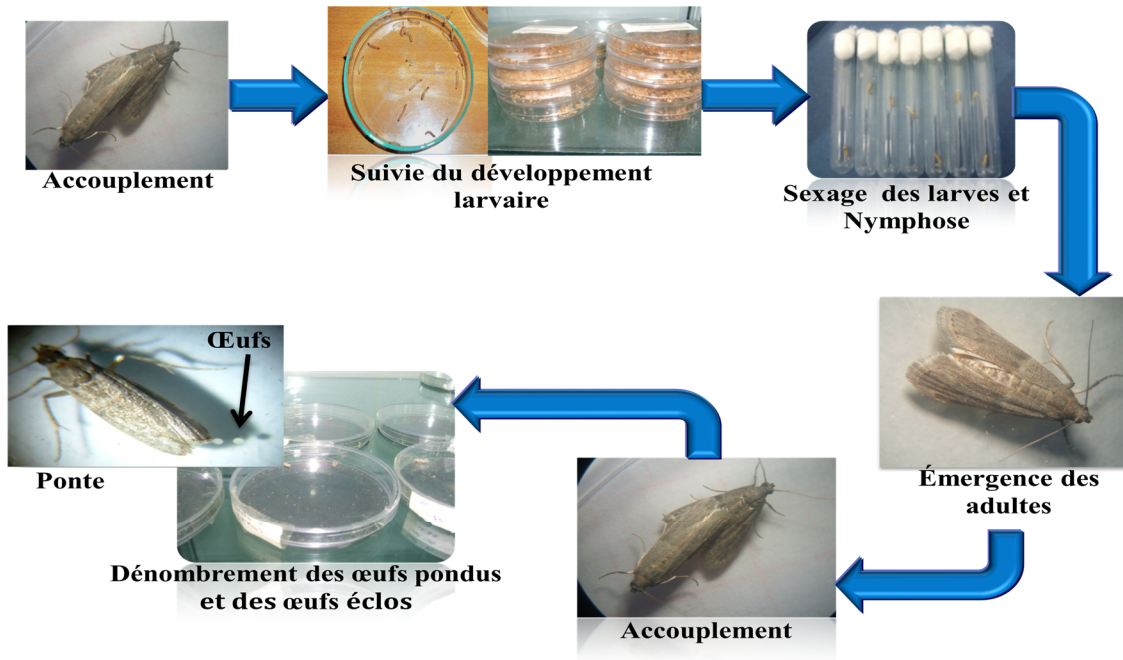 Accouplement
Suivie du développement
larvaire
Sexage des larves et
Nymphose
Émergence des
adultes
Accouplement
Œufs
Ponte
Dénombrement des œufs pondus
et des œufs éclos